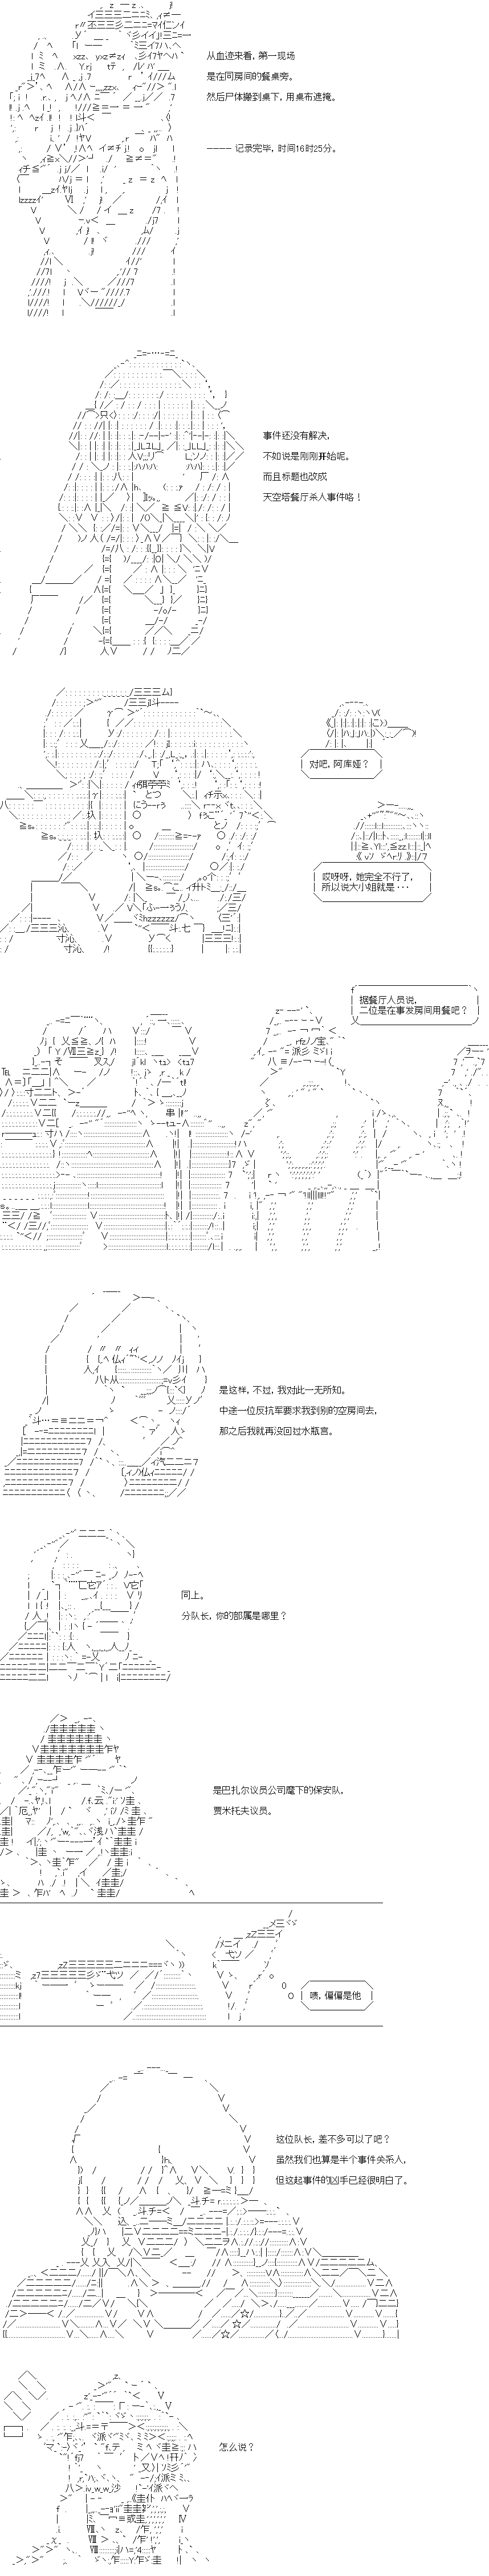 从血迹来看，第一现场
是在同房间的餐桌旁。
然后尸体搬到桌下，用桌布遮掩。
―――― 记录完毕，时间16时25分。
事件还没有解决，
不如说是刚刚开始呢。
而且标题也改成
天空塔餐厅杀人事件咯！
对吧，阿库娅？
哎呀呀，她完全不行了，
所以说大小姐就是・・・
据餐厅人员说，
二位是在事发房间用餐吧？
是这样，不过，我对此一无所知。
中途一位反抗军要求我到别的空房间去，
那之后我就再没回过水瓶宫。
同上。
分队长，你的部属是哪里？
是巴扎尔议员公司麾下的保安队，
贾米托夫议员。
啧，偏偏是他
这位队长，差不多可以了吧？
虽然我们也算是半个事件关系人，
但这起事件的凶手已经很明白了。
怎么说？